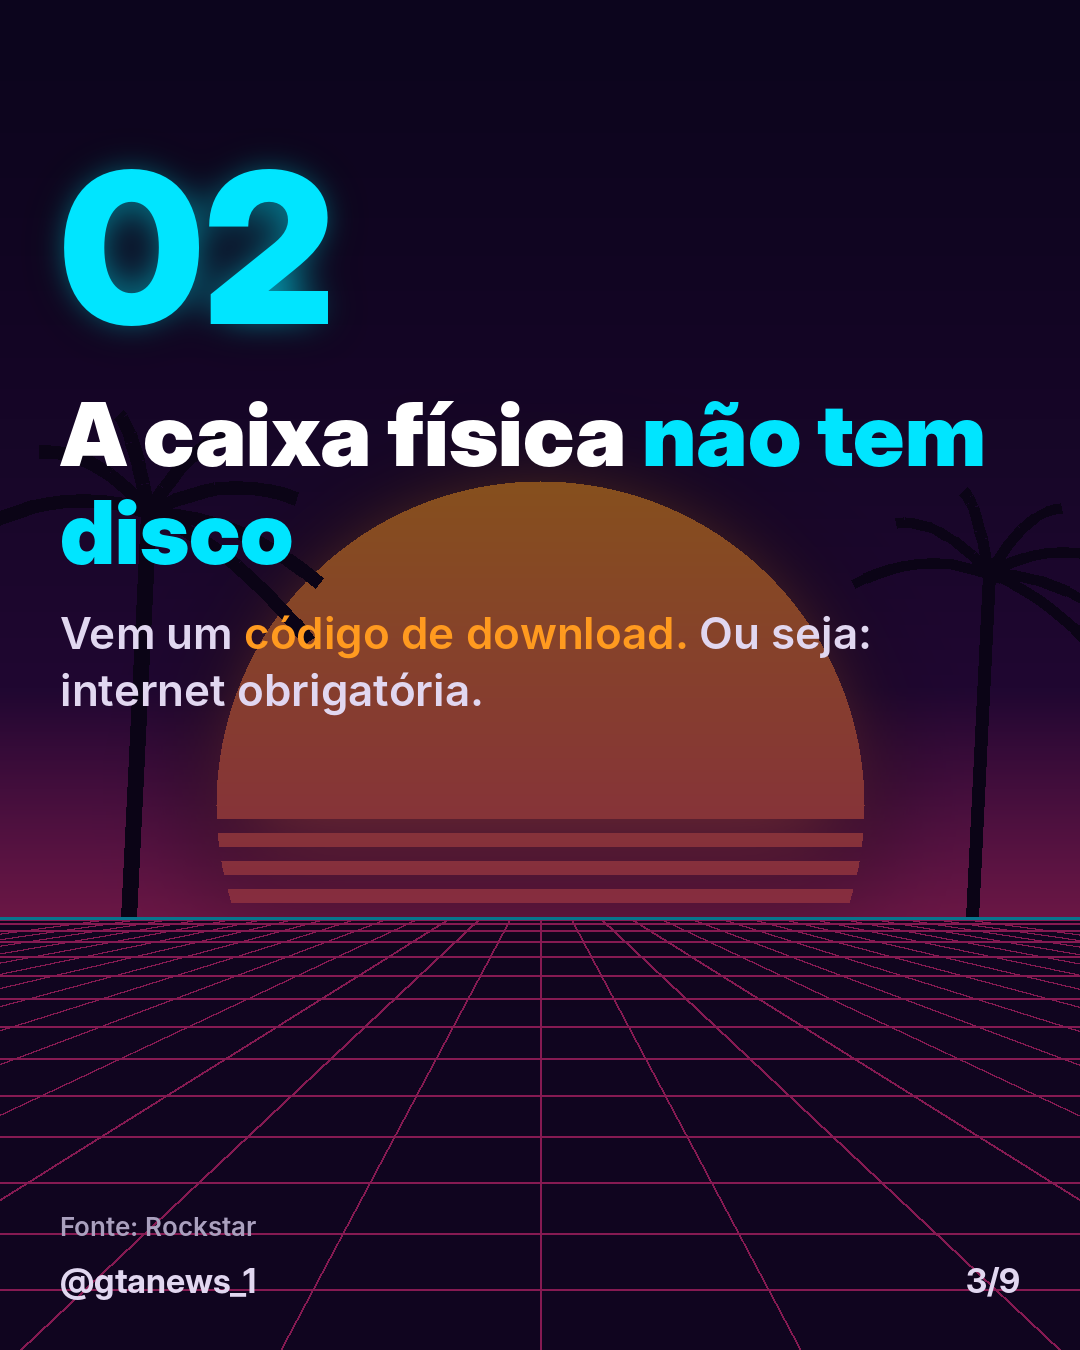 02
A caixa física não tem
disco
Vem um código de download. Ou seja:
internet obrigatória.
Fonte: Rockstar
@gtanews_1
3/9